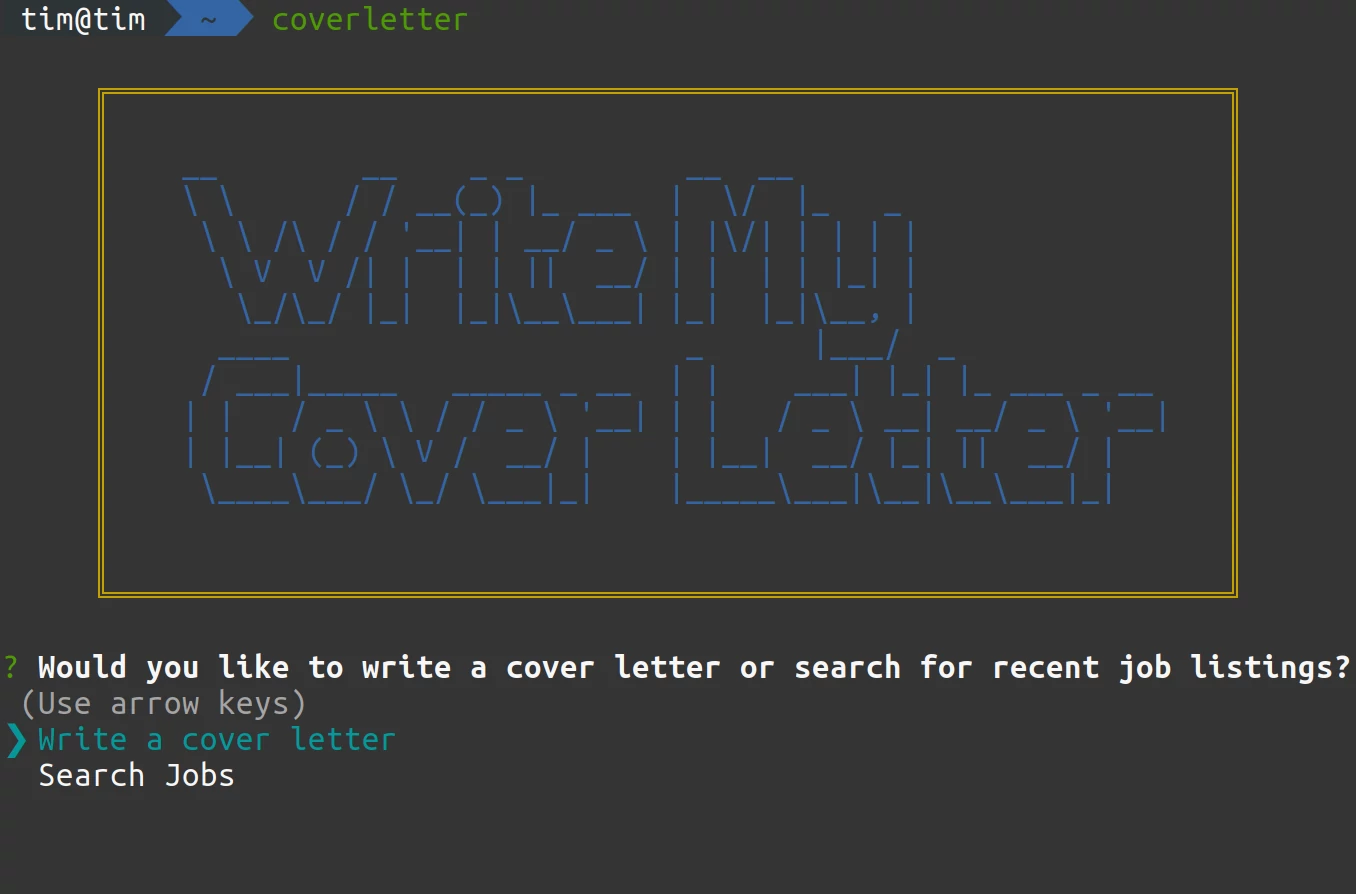 tim@tim ~ coverletter
Write My
Cover Letter
? Would you like to write a cover letter or search for recent job listings?
(Use arrow keys)
❯ Write a cover letter
Search Jobs